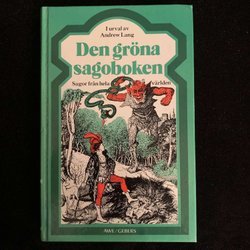 I urval av
Andrew Lang
Den gröna
sagoboken
Sagor från hela världen
AWE/GEBERS